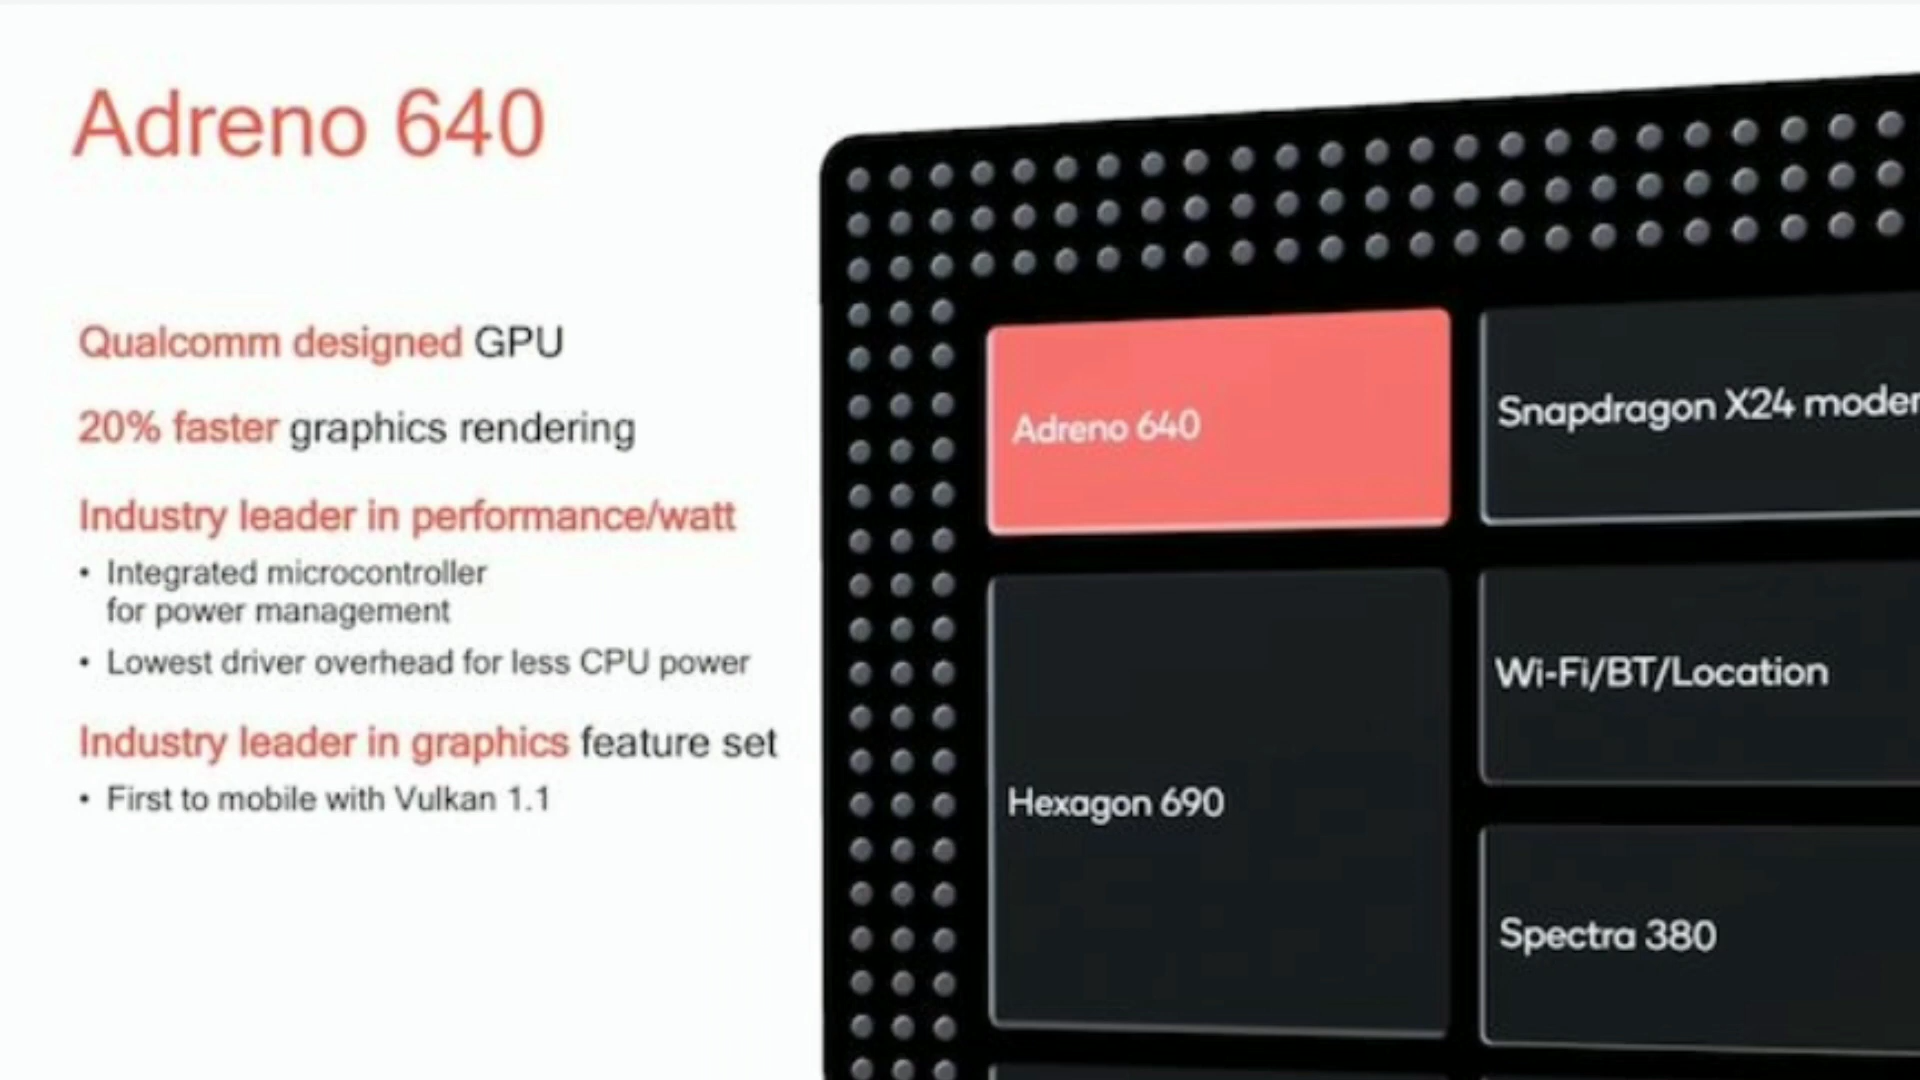 Adreno 640
Qualcomm designed GPU
20% faster graphics rendering
Industry leader in performance/watt
• Integrated microcontroller
for power management
• Lowest driver overhead for less CPU power
Industry leader in graphics feature set
• First to mobile with Vulkan 1.1
Adreno 640
Snapdragon X24
Hexagon 690
Wi-Fi/BT/Location
Spectra 380